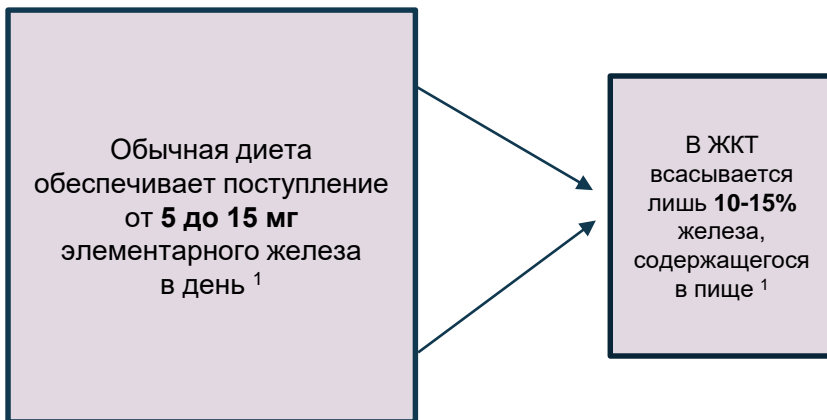 Обычная диета
обеспечивает поступление
от 5 до 15 мг
элементарного железа
в день ¹
В ЖКТ
всасывается
лишь 10-15%
железа,
содержащегося
в пище ¹